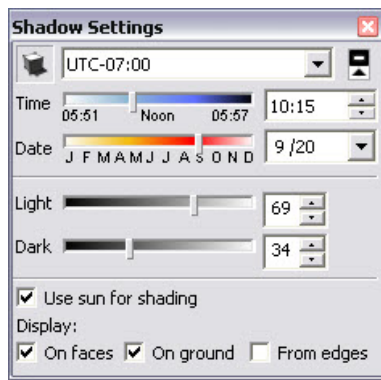 Shadow Settings
UTC-07:00
Time 05:51 Noon 05:57 10:15
Date J F M A M J J A S O N D 9 /20
Light 69
Dark 34
Use sun for shading
Display:
On faces On ground From edges